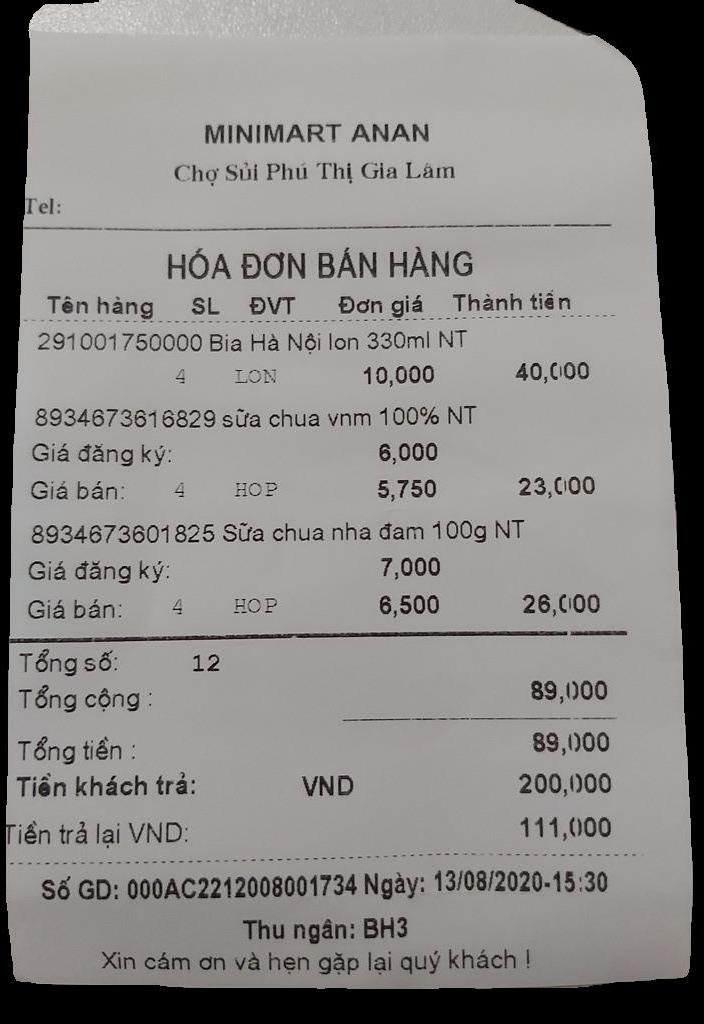 MINIMART ANAN
Chợ Sủi Phú Thị Gia Lâm
Tel:
HÓA ĐƠN BÁN HÀNG
Tên hàng SL ĐVT Đơn giá Thành tiền
291001750000 Bia Hà Nội lon 330ml NT
4 LON 10,000 40,000
8934673616829 sữa chua vnm 100% NT
Giá đăng ký: 6,000
Giá bán: 4 HOP 5,750 23,000
8934673601825 Sữa chua nha đam 100g NT
Giá đăng ký: 7,000
Giá bán: 4 HOP 6,500 26,000
Tổng số: 12
Tổng cộng : 89,000
Tổng tiền : 89,000
Tiền khách trả: VND 200,000
Tiền trả lại VND: 111,000
Số GD: 000AC2212008001734 Ngày: 13/08/2020-15:30
Thu ngân: BH3
Xin cám ơn và hẹn gặp lại quý khách !